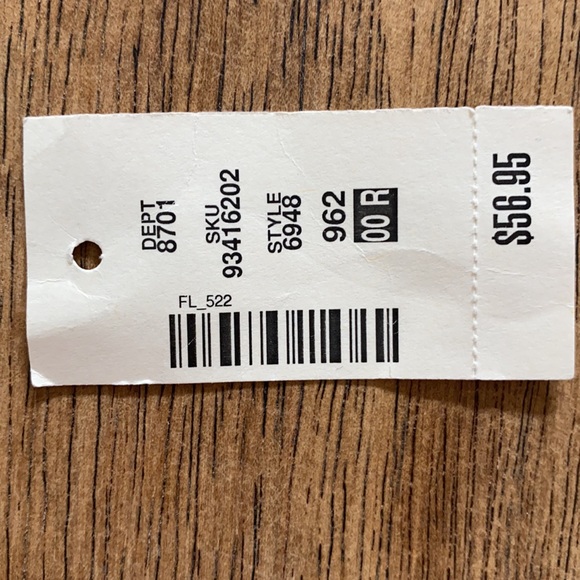 DEPT
8701
SKU
93416202
STYLE
6948
962
00 R
FL_522
$56.95